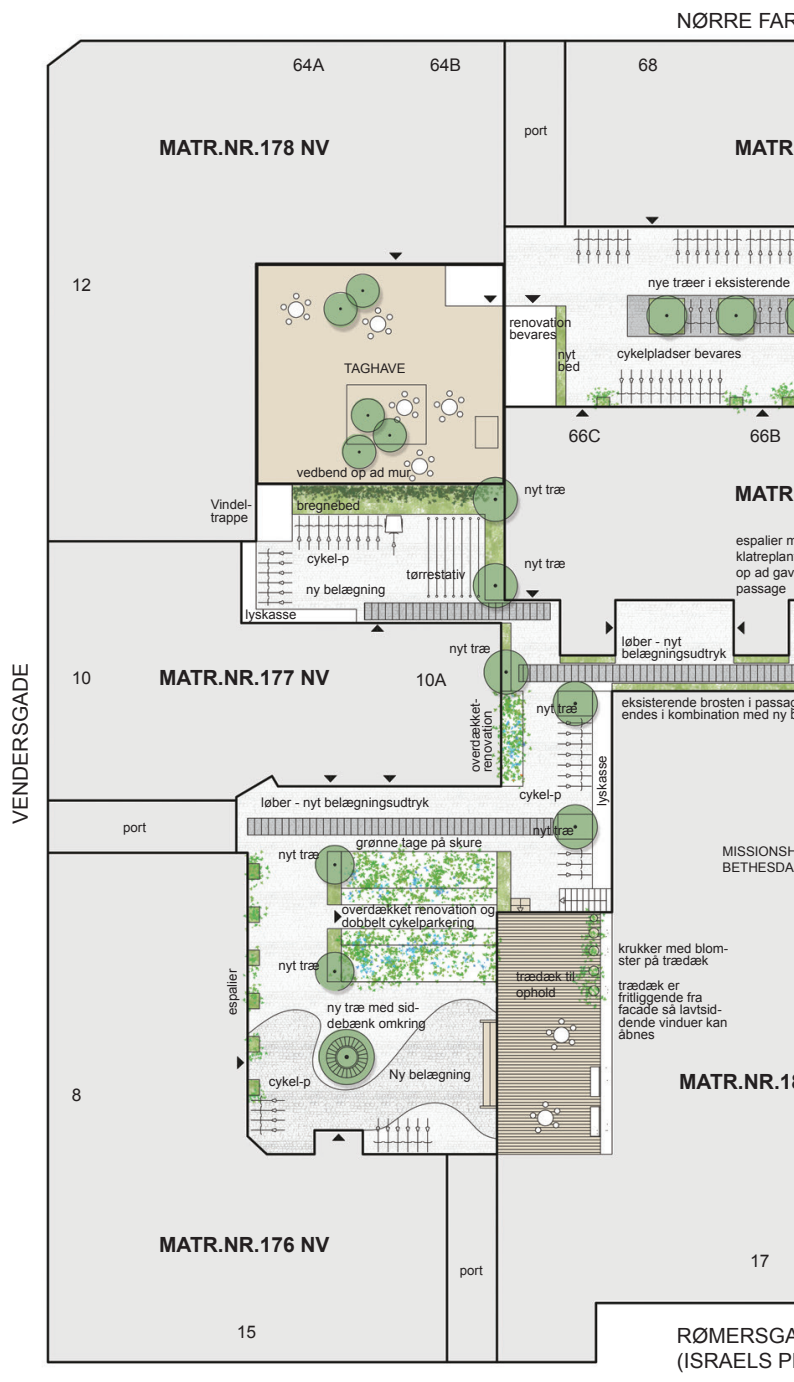 NØRRE FAR
64A
64B
68
MATR.NR.178 NV
port
MATR
12
nye træer i eksisterende
renovation
bevares
nyt
bed
cykelpladser bevares
TAGHAVE
66C
66B
vedbend op ad mur
Vindel-
trappe
bregnebed
nyt træ
MATR
cykel-p
ny belægning
tørrestativ
nyt træ
espalier m
klatreplan
op ad gav
passage
lyskasse
VENDERSGADE
10
MATR.NR.177 NV
10A
nyt træ
løber - nyt
belægningsudtryk
overdækket-
renovation
nyt træ
eksisterende brosten i passag
endes i kombination med ny b
lyskasse
cykel-p
port
løber - nyt belægningsudtryk
nyt træ
grønne tage på skure
nyt træ
MISSIONSH
BETHESDA
overdækket renovation og
dobbelt cykelparkering
nyt træ
espalier
trædæk til
ophold
krukker med blom-
ster på trædæk
trædæk er
fritliggende fra
facade så lavtsid-
dende vinduer kan
åbnes
ny træ med sid-
debænk omkring
cykel-p
Ny belægning
8
MATR.NR.18
MATR.NR.176 NV
port
17
15
RØMERSGA
(ISRAELS PL